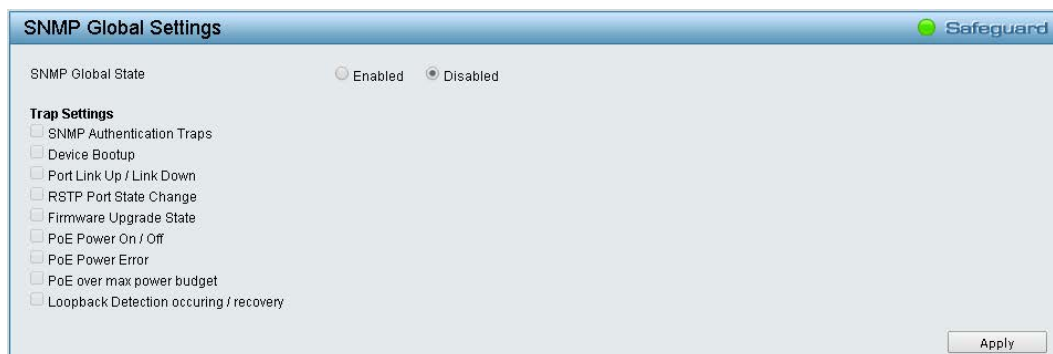 SNMP Global Settings Safeguard
SNMP Global State Enabled Disabled
Trap Settings
SNMP Authentication Traps
Device Bootup
Port Link Up / Link Down
RSTP Port State Change
Firmware Upgrade State
PoE Power On / Off
PoE Power Error
PoE over max power budget
Loopback Detection occuring / recovery
Apply